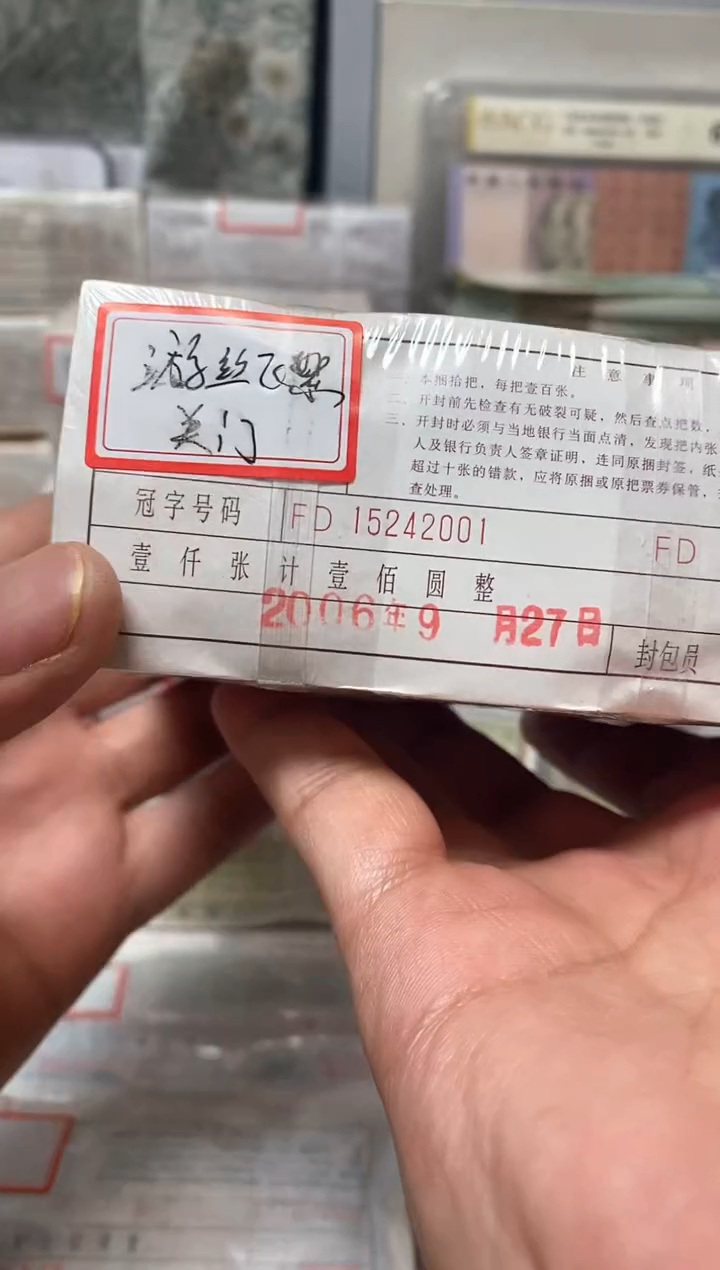 游丝飞黑
关门
注意事项
一、本捆拾把,每把壹百张。
二、开封前先检查有无破裂可疑,然后查点把数,
三、开封时必须与当地银行当面点清,发现把内张
人及银行负责人签章证明,连同原捆封签,纸
超过十张的错款,应将原捆或原把票券保管,
查处理。
冠字号码 FD 15242001 FD
壹仟张计壹佰圆整
2006年9月27日
封包员